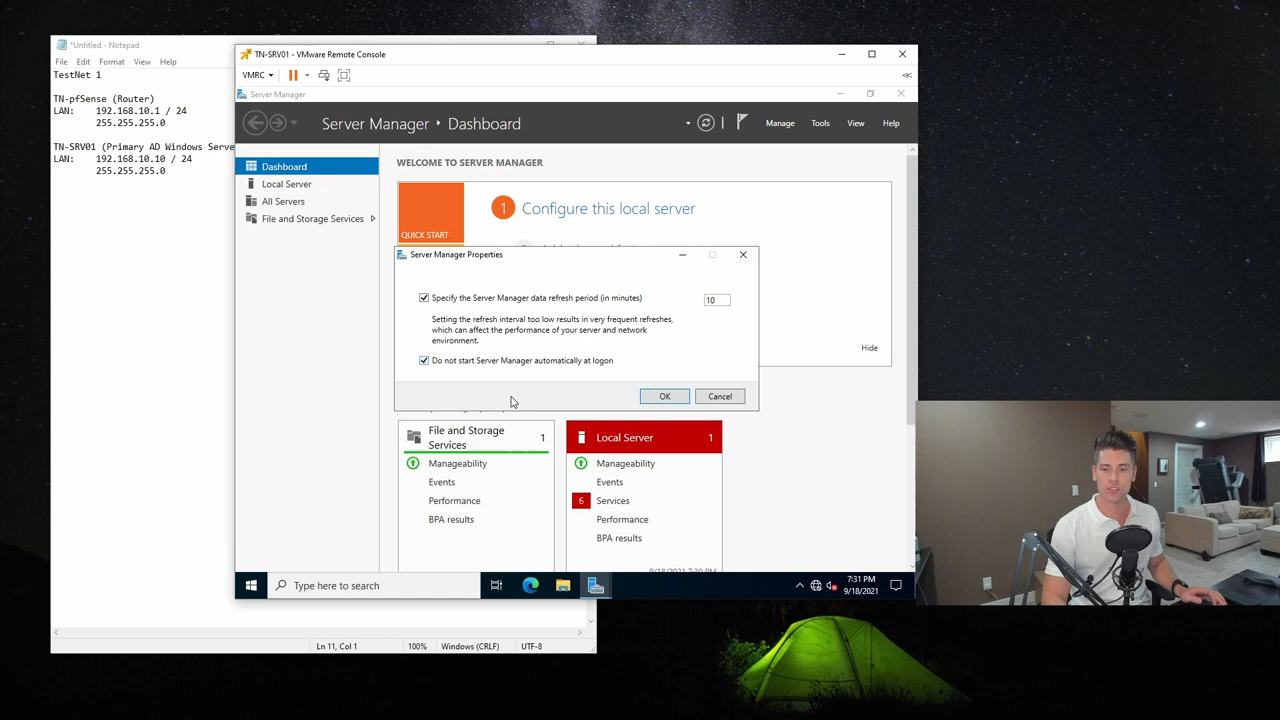 *Untitled - Notepad
File Edit Format View Help
TestNet 1
TN-pfSense (Router)
LAN: 192.168.10.1 / 24
255.255.255.0
TN-SRV01 (Primary AD Windows Serve
LAN: 192.168.10.10 / 24
255.255.255.0
Ln 11, Col 1 100% Windows (CRLF) UTF-8
TN-SRV01 - VMware Remote Console
VMRC
Server Manager
Server Manager Dashboard
Manage Tools View Help
Dashboard
Local Server
All Servers
File and Storage Services
WELCOME TO SERVER MANAGER
QUICK START
1 Configure this local server
Hide
Server Manager Properties
Specify the Server Manager data refresh period (in minutes) 10
Setting the refresh interval too low results in very frequent refreshes,
which can affect the performance of your server and network
environment.
Do not start Server Manager automatically at logon
OK Cancel
File and Storage
Services 1
Manageability
Events
Performance
BPA results
Local Server 1
Manageability
Events
6 Services
Performance
BPA results
9/18/2021 7:30 PM
Type here to search
7:31 PM
9/18/2021